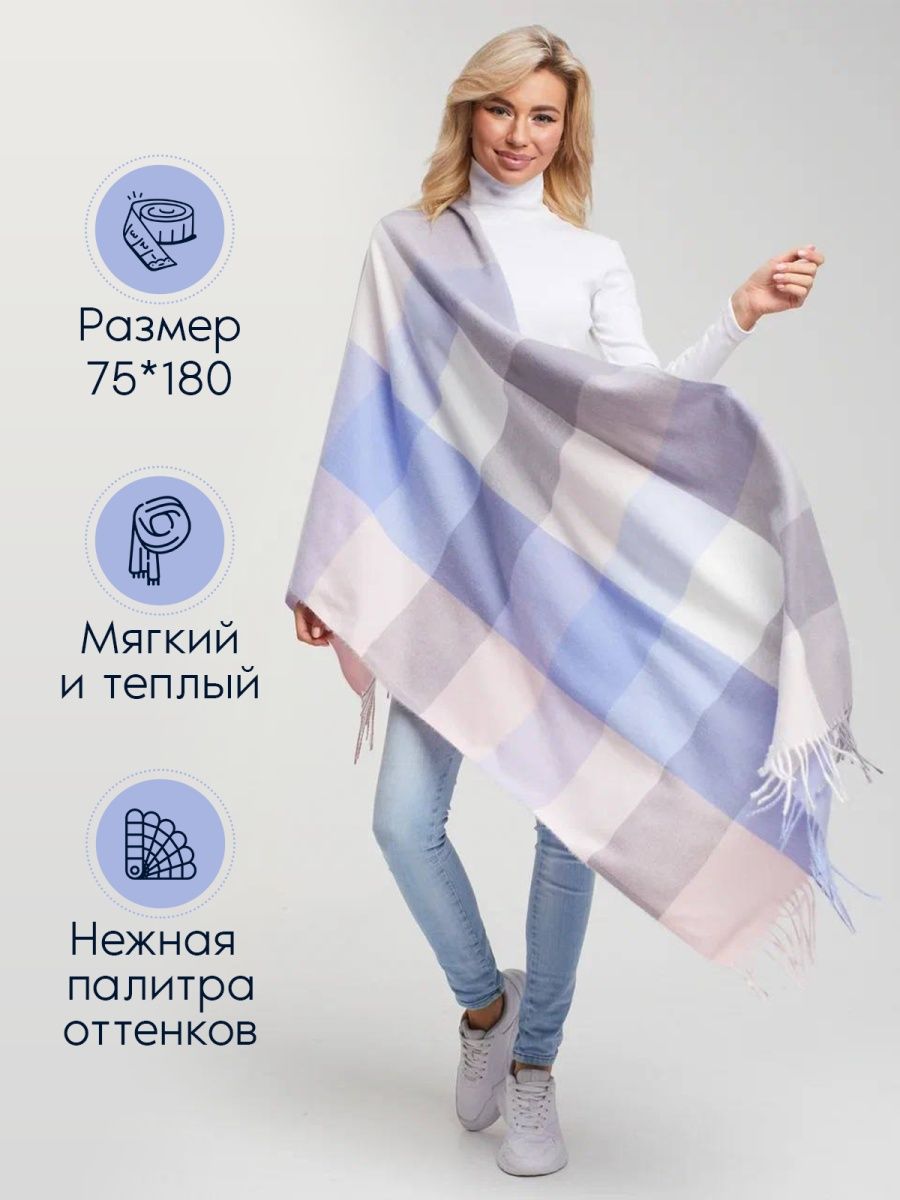 Размер
75*180
Мягкий
и теплый
Нежная
палитра
оттенков